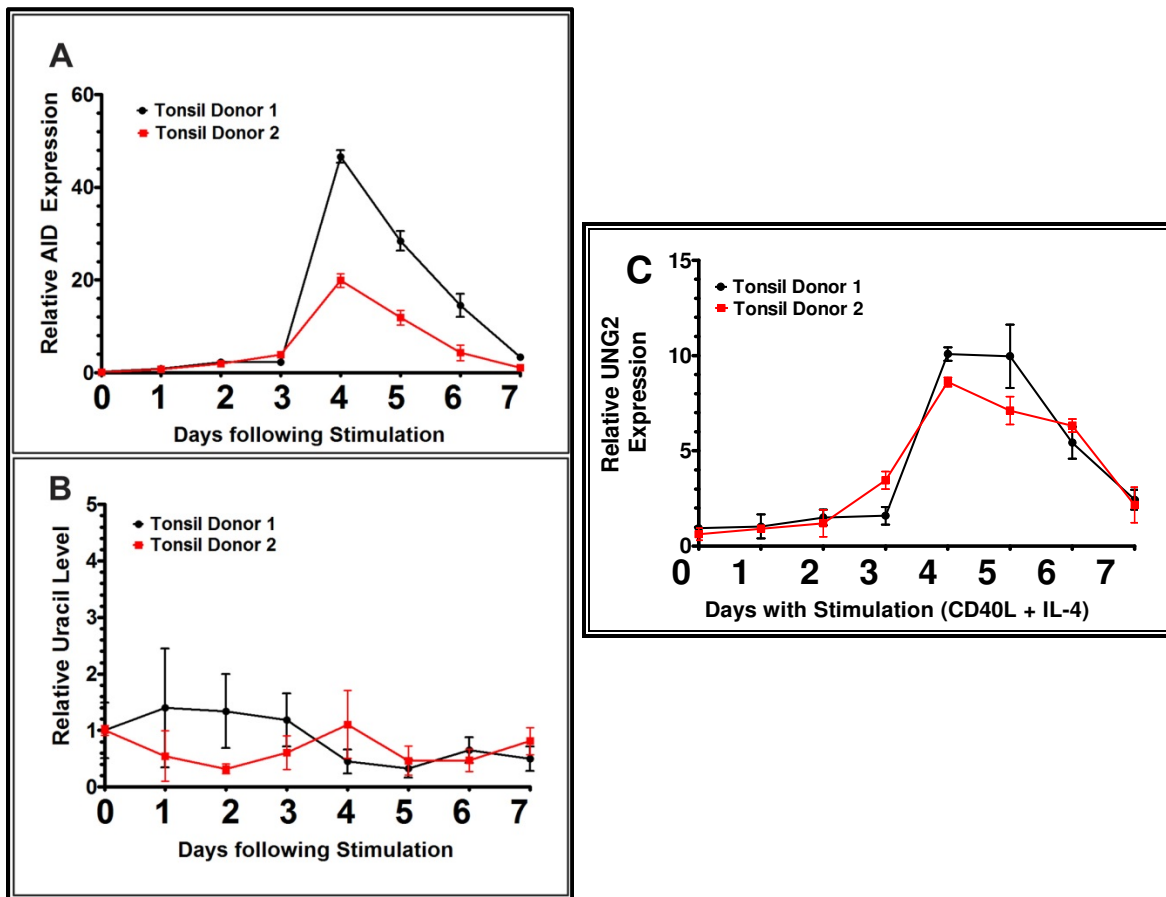 A
60
40
20
0
Relative AID Expression
Tonsil Donor 1
Tonsil Donor 2
0 1 2 3 4 5 6 7
Days following Stimulation
B
5
4
3
2
1
0
Relative Uracil Level
Tonsil Donor 1
Tonsil Donor 2
0 1 2 3 4 5 6 7
Days following Stimulation
C
15
10
5
0
Relative UNG2
Expression
Tonsil Donor 1
Tonsil Donor 2
0 1 2 3 4 5 6 7
Days with Stimulation (CD40L + IL-4)